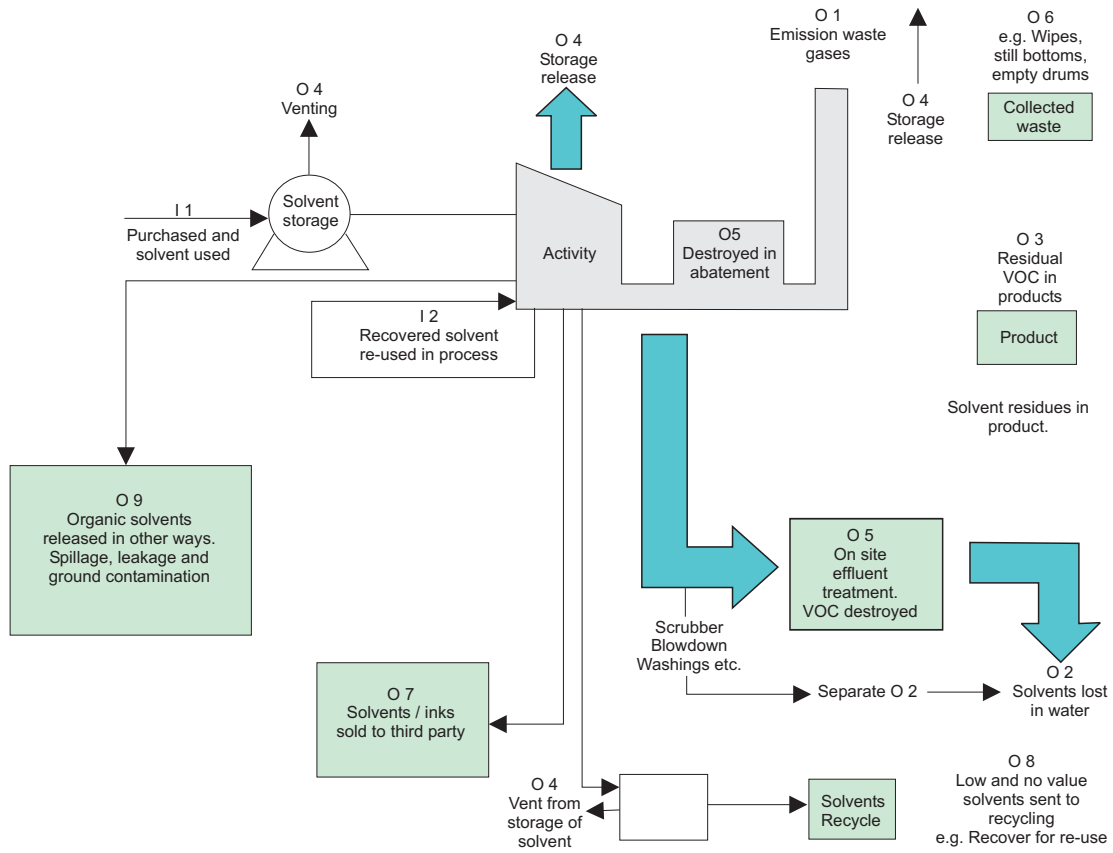 O 1
Emission waste
gases
O 6
e.g. Wipes,
still bottoms,
empty drums
Collected
waste
O 4
Storage
release
O 4
Storage
release
O 4
Venting
Solvent
storage
I 1
Purchased and
solvent used
Activity
O5
Destroyed in
abatement
O 3
Residual
VOC in
products
Product
Solvent residues in
product.
I 2
Recovered solvent
re-used in process
O 9
Organic solvents
released in other ways.
Spillage, leakage and
ground contamination
O 5
On site
effluent
treatment.
VOC destroyed
Scrubber
Blowdown
Washings etc.
Separate O 2
O 2
Solvents lost
in water
O 7
Solvents / inks
sold to third party
O 4
Vent from
storage of
solvent
Solvents
Recycle
O 8
Low and no value
solvents sent to
recycling
e.g. Recover for re-use